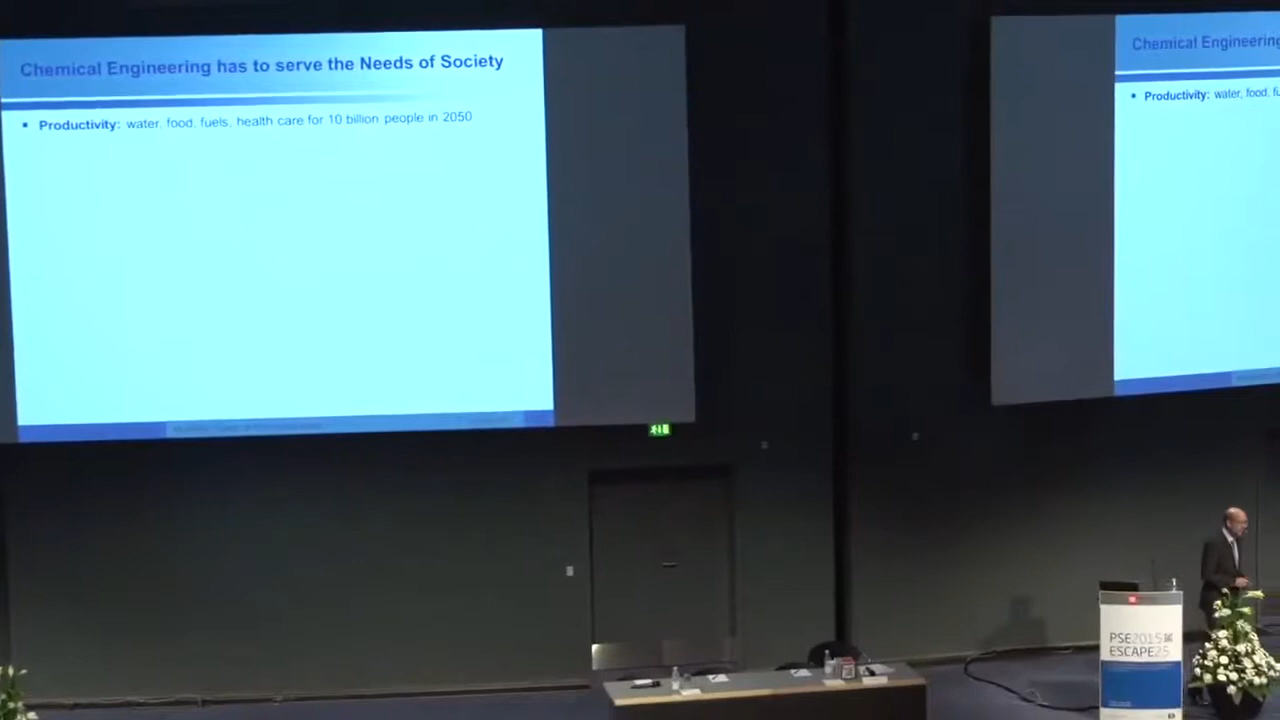 Chemical Engineering has to serve the Needs of Society
▪ Productivity: water, food, fuels, health care for 10 billion people in 2050
Chemical Engineering
▪ Productivity: water, food, fu
PSE2015
ESCAPE25